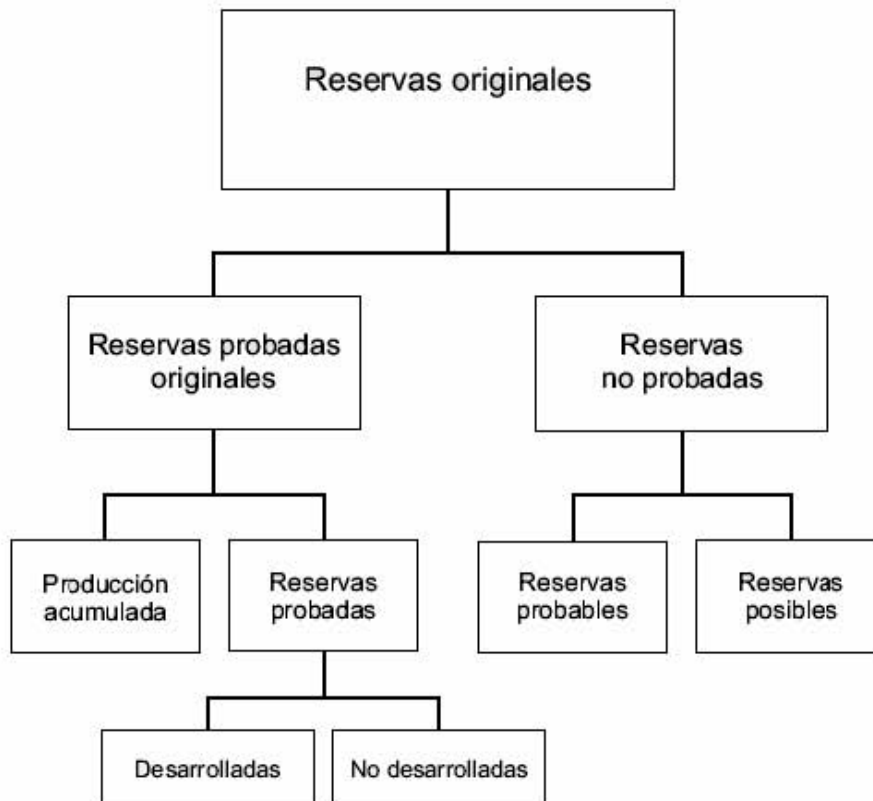 Reservas originales
Reservas probadas
originales
Reservas
no probadas
Producción
acumulada
Reservas
probadas
Reservas
probables
Reservas
posibles
Desarrolladas
No desarrolladas